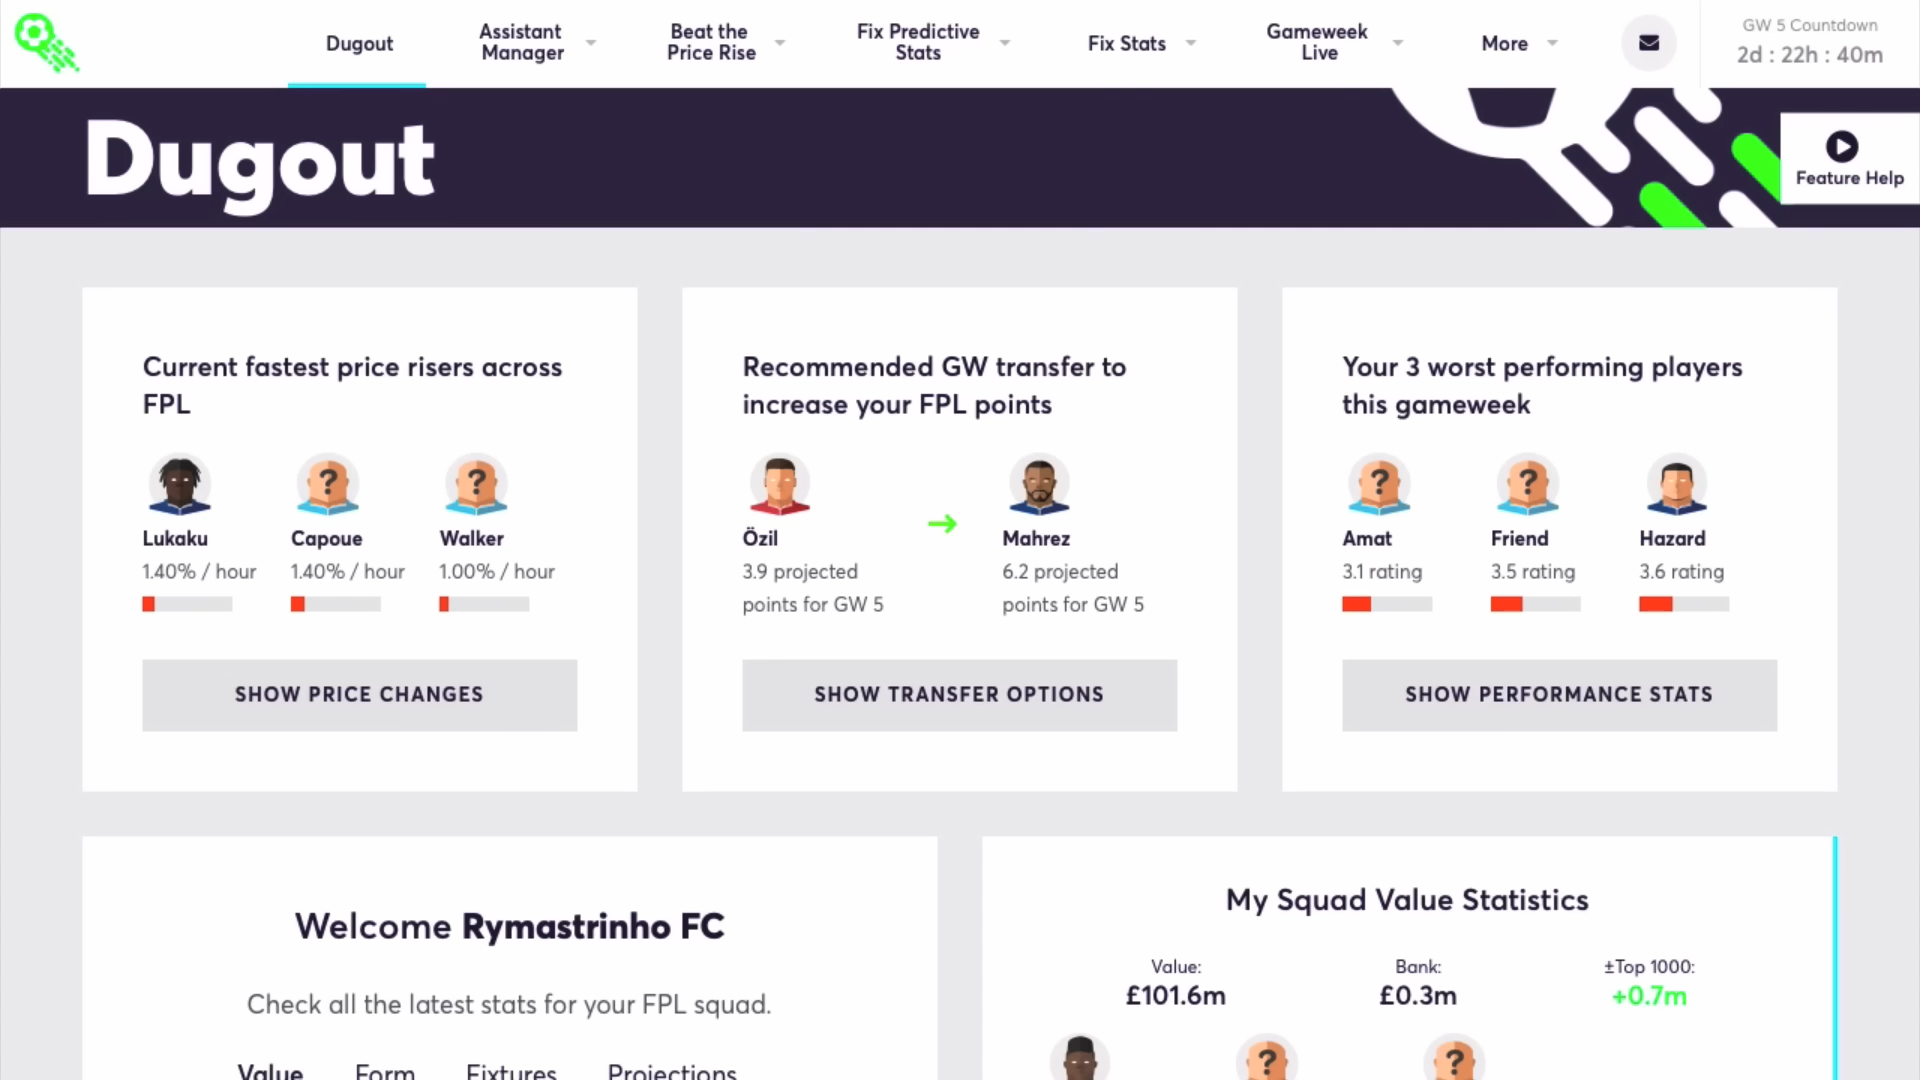 Dugout
Assistant
Manager
Beat the
Price Rise
Fix Predictive
Stats
Fix Stats
Gameweek
Live
More
GW 5 Countdown
2d : 22h : 40m
Dugout
Feature Help
Current fastest price risers across
FPL
Lukaku
1.40% / hour
Capoue
1.40% / hour
Walker
1.00% / hour
SHOW PRICE CHANGES
Recommended GW transfer to
increase your FPL points
Özil
3.9 projected
points for GW 5
Mahrez
6.2 projected
points for GW 5
SHOW TRANSFER OPTIONS
Your 3 worst performing players
this gameweek
Amat
3.1 rating
Friend
3.5 rating
Hazard
3.6 rating
SHOW PERFORMANCE STATS
Welcome Rymastrinho FC
Check all the latest stats for your FPL squad.
Value Form Fixtures Projections
My Squad Value Statistics
Value:
£101.6m
Bank:
£0.3m
±Top 1000:
+0.7m